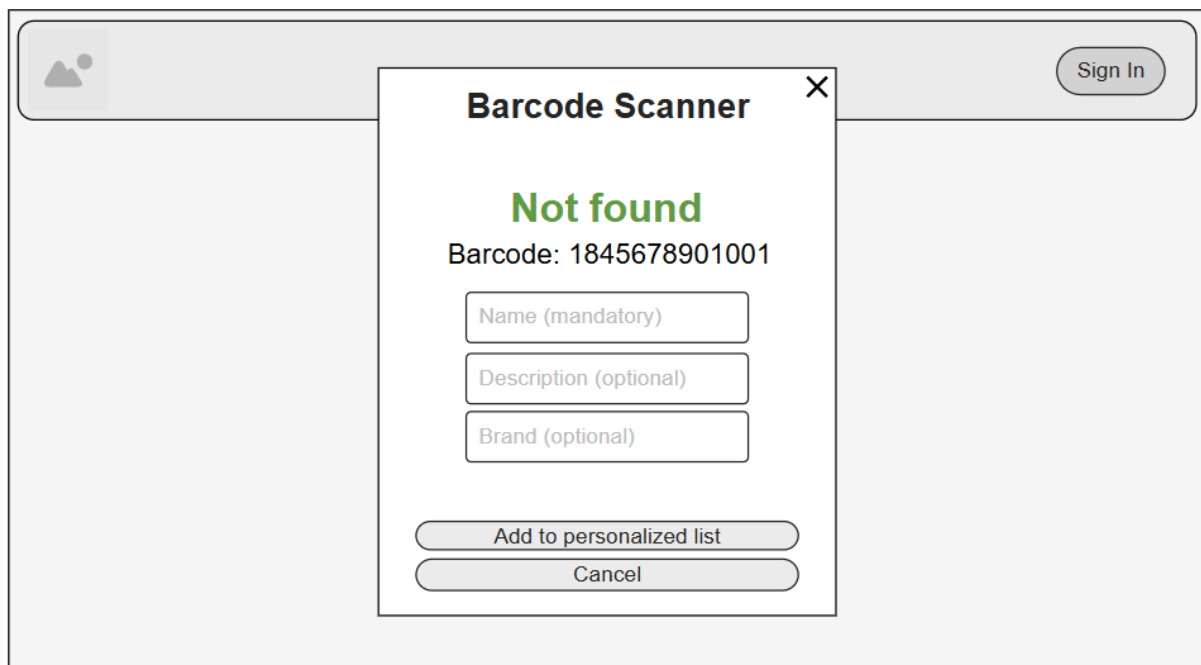 Sign In
Barcode Scanner
Not found
Barcode: 1845678901001
Name (mandatory)
Description (optional)
Brand (optional)
Add to personalized list
Cancel